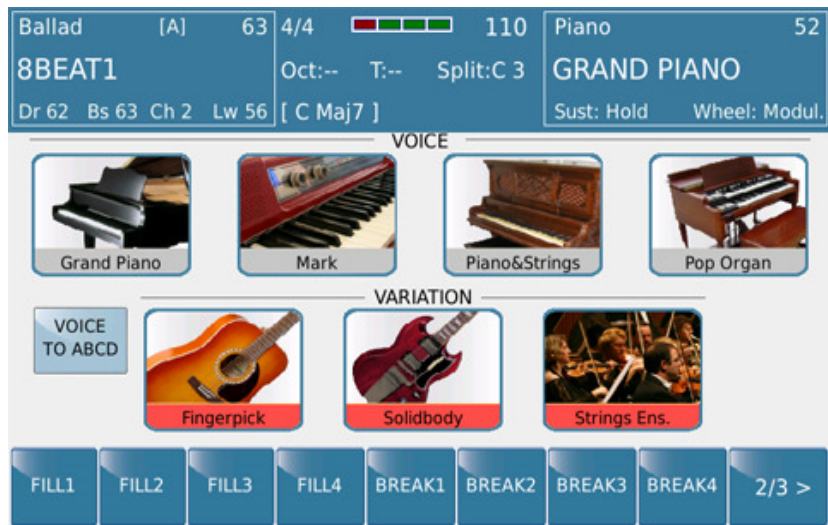 Ballad [A] 63
8BEAT1
Dr 62 Bs 63 Ch 2 Lw 56
4/4 110
Oct:-- T:-- Split:C 3
[ C Maj7 ]
Piano 52
GRAND PIANO
Sust: Hold Wheel: Modul.
VOICE
Grand Piano Mark Piano&Strings Pop Organ
VARIATION
VOICE
TO ABCD
Fingerpick Solidbody Strings Ens.
FILL1 FILL2 FILL3 FILL4 BREAK1 BREAK2 BREAK3 BREAK4 2/3 >